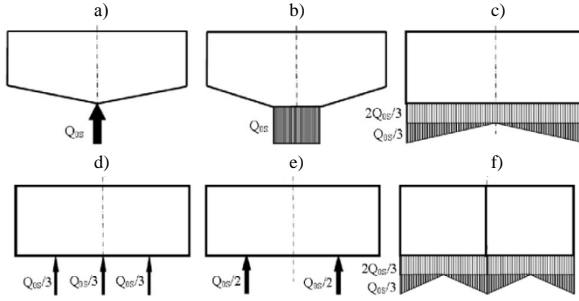 a) b) c)
Q₀ₛ Q₀ₛ 2Q₀ₛ/3
Q₀ₛ/3
d) e) f)
2Q₀ₛ/3
Q₀ₛ/3 Q₀ₛ/3 Q₀ₛ/3 Q₀ₛ/2 Q₀ₛ/2 Q₀ₛ/3